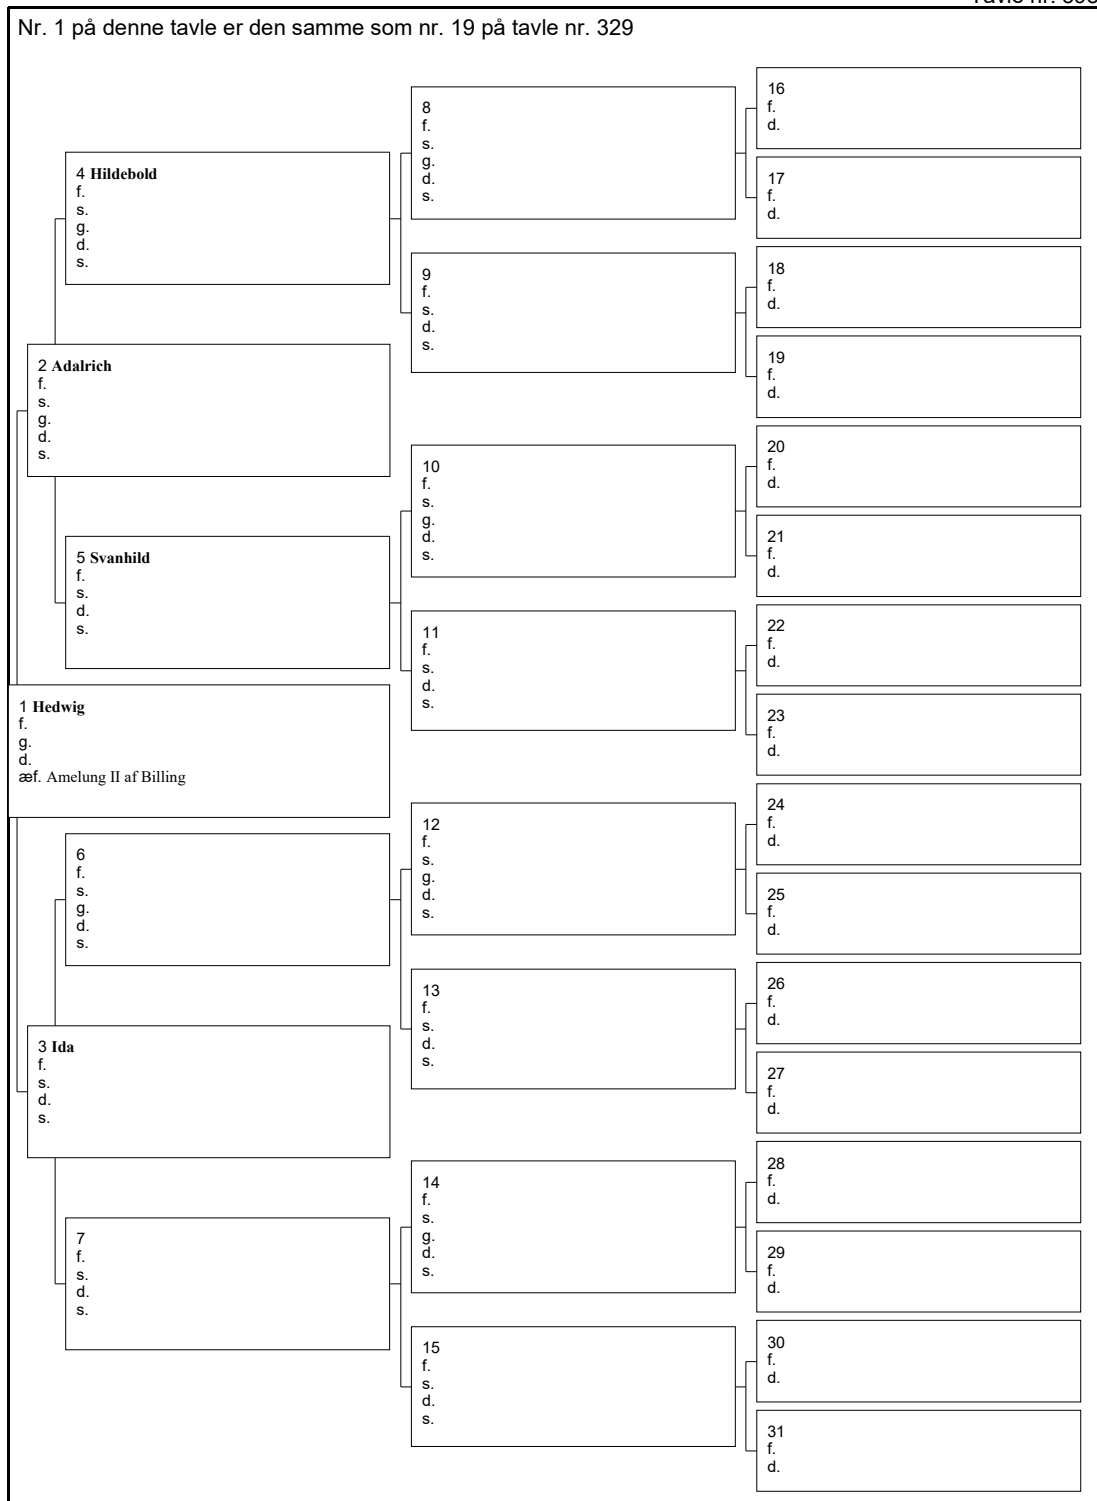 Nr. 1 på denne tavle er den samme som nr. 19 på tavle nr. 329
16
f.
d.
8
f.
s.
g.
d.
s.
17
f.
d.
4 Hildebold
f.
s.
g.
d.
s.
18
f.
d.
9
f.
s.
d.
s.
19
f.
d.
2 Adalrich
f.
s.
g.
d.
s.
20
f.
d.
10
f.
s.
g.
d.
s.
21
f.
d.
5 Svanhild
f.
s.
d.
s.
22
f.
d.
11
f.
s.
d.
s.
23
f.
d.
1 Hedwig
f.
g.
d.
æf. Amelung II af Billing
24
f.
d.
12
f.
s.
g.
d.
s.
25
f.
d.
6
f.
s.
g.
d.
s.
26
f.
d.
13
f.
s.
d.
s.
27
f.
d.
3 Ida
f.
s.
d.
s.
28
f.
d.
14
f.
s.
g.
d.
s.
29
f.
d.
7
f.
s.
d.
s.
30
f.
d.
15
f.
s.
d.
s.
31
f.
d.